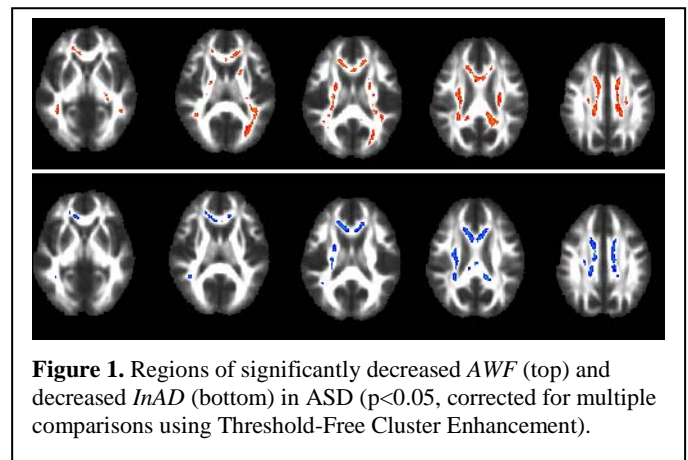 Figure 1. Regions of significantly decreased AWF (top) and
decreased InAD (bottom) in ASD (p<0.05, corrected for multiple
comparisons using Threshold-Free Cluster Enhancement).